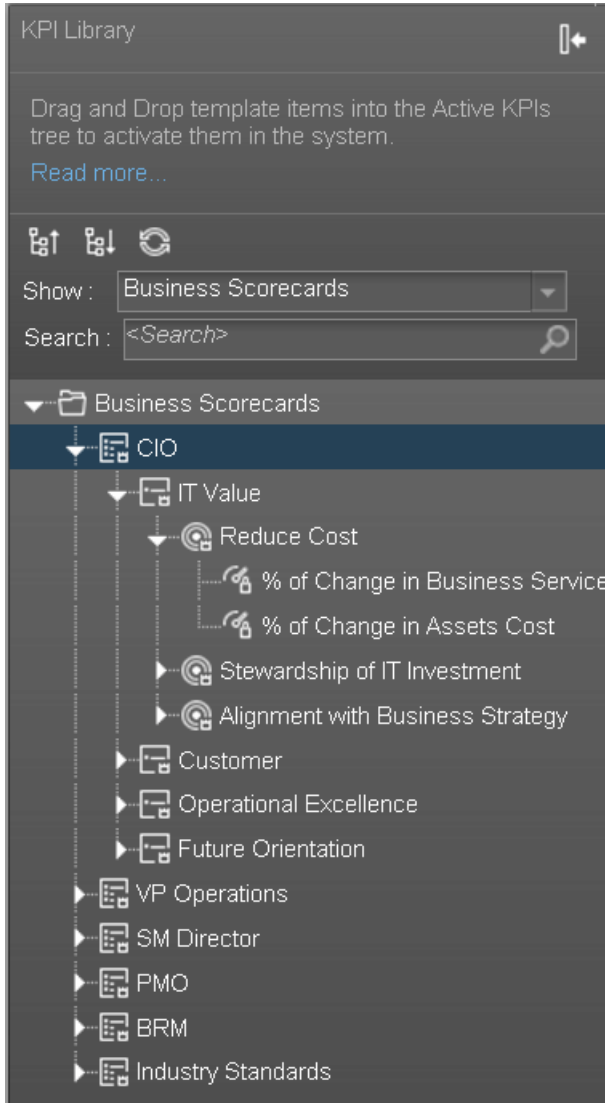 KPI Library
Drag and Drop template items into the Active KPIs
tree to activate them in the system.
Read more...
Show : Business Scorecards
Search : <Search>
Business Scorecards
CIO
IT Value
Reduce Cost
% of Change in Business Service
% of Change in Assets Cost
Stewardship of IT Investment
Alignment with Business Strategy
Customer
Operational Excellence
Future Orientation
VP Operations
SM Director
PMO
BRM
Industry Standards